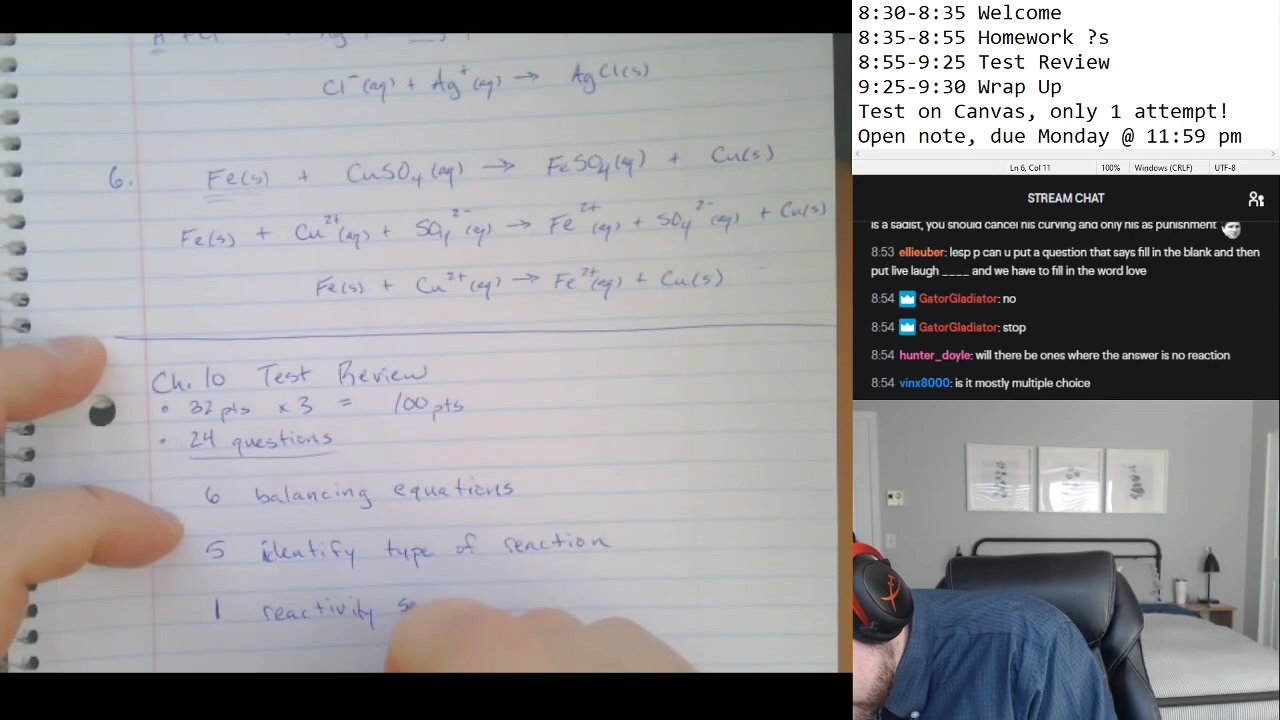 Cl⁻(aq) + Ag⁺(aq) → AgCl(s)
6. Fe(s) + CuSO₄(aq) → FeSO₄(aq) + Cu(s)
Fe(s) + Cu²⁺(aq) + SO₄²⁻(aq) → Fe²⁺(aq) + SO₄²⁻(aq) + Cu(s)
Fe(s) + Cu²⁺(aq) → Fe²⁺(aq) + Cu(s)
Ch. 10 Test Review
• 32 pts x 3 = 100 pts
• 24 questions
6 balancing equations
5 identify type of reaction
1 reactivity
8:30-8:35 Welcome
8:35-8:55 Homework ?s
8:55-9:25 Test Review
9:25-9:30 Wrap Up
Test on Canvas, only 1 attempt!
Open note, due Monday @ 11:59 pm
Ln 6, Col 11 100% Windows (CRLF) UTF-8
STREAM CHAT
is a sadist, you should cancel his curving and only his as punishment
8:53 ellieuber: lesp p can u put a question that says fill in the blank and then
put live laugh ____ and we have to fill in the word love
8:54 GatorGladiator: no
8:54 GatorGladiator: stop
8:54 hunter_doyle: will there be ones where the answer is no reaction
8:54 vinx8000: is it mostly multiple choice